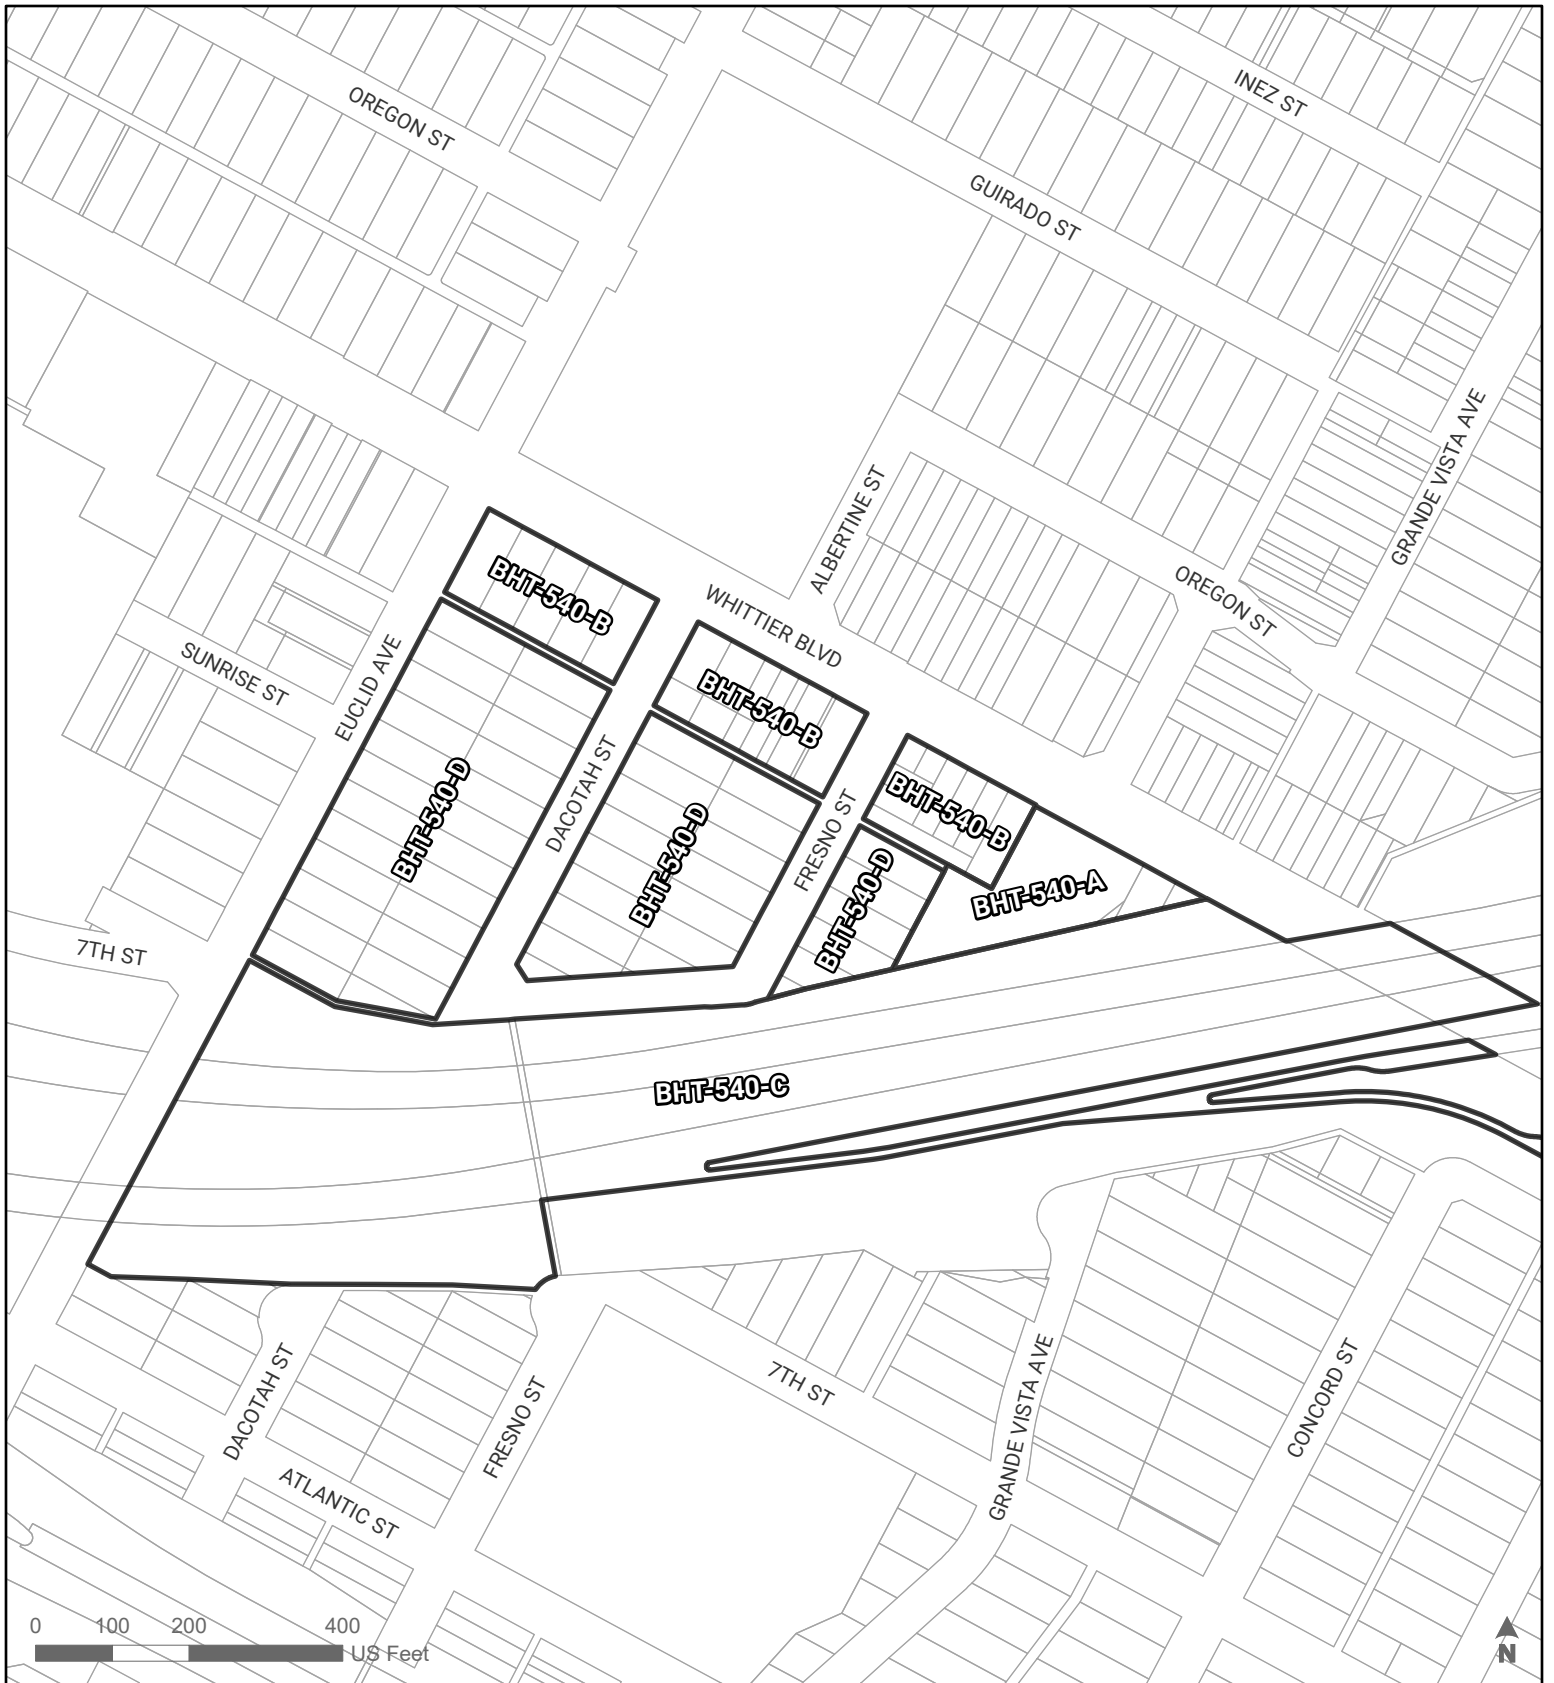 INEZ ST
OREGON ST
GUIRADO ST
GRANDE VISTA AVE
ALBERTINE ST
OREGON ST
BHT-540-B
WHITTIER BLVD
SUNRISE ST
EUCLID AVE
BHT-540-B
BHT-540-D
DACOTAH ST
BHT-540-B
FRESNO ST
BHT-540-D
BHT-540-D
BHT-540-A
7TH ST
BHT-540-C
DACOTAH ST
FRESNO ST
7TH ST
GRANDE VISTA AVE
CONCORD ST
ATLANTIC ST
0 100 200 400
US Feet
N